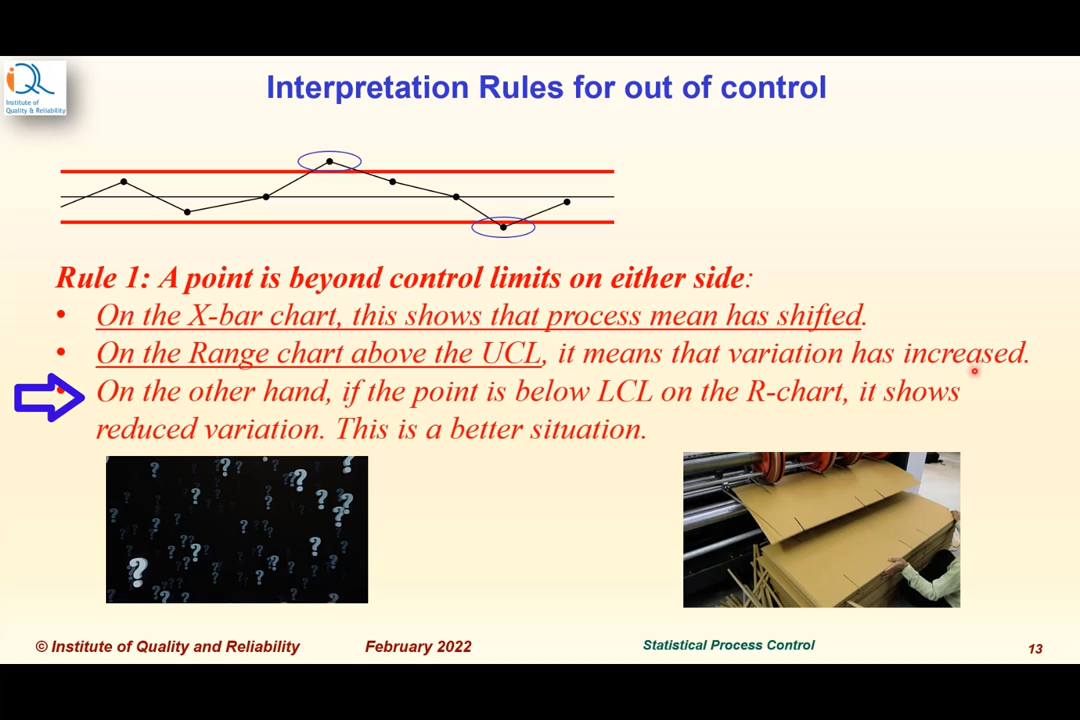 iQR
Institute of
Quality & Reliability
Interpretation Rules for out of control
Rule 1: A point is beyond control limits on either side:
• On the X-bar chart, this shows that process mean has shifted.
• On the Range chart above the UCL, it means that variation has increased.
• On the other hand, if the point is below LCL on the R-chart, it shows
reduced variation. This is a better situation.
© Institute of Quality and Reliability February 2022 Statistical Process Control 13